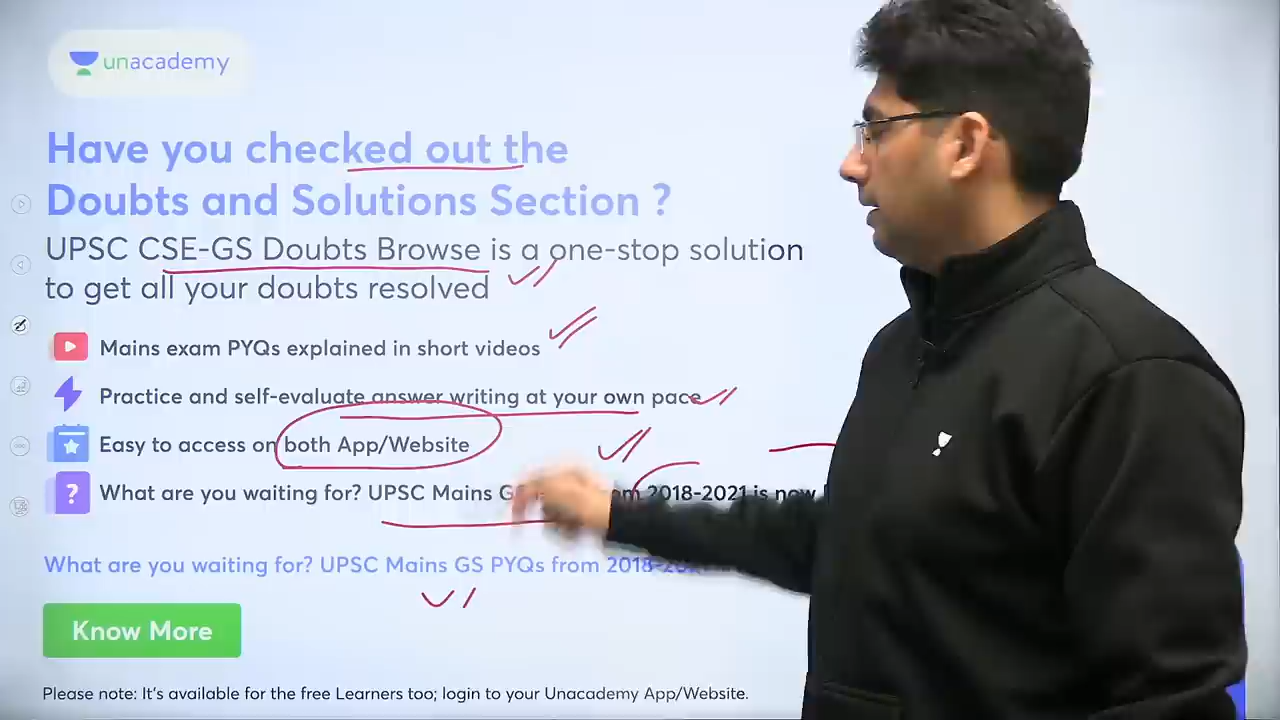 unacademy
Have you checked out the
Doubts and Solutions Section ?
UPSC CSE-GS Doubts Browse is a one-stop solution
to get all your doubts resolved
Mains exam PYQs explained in short videos
Practice and self-evaluate answer writing at your own pace
Easy to access on both App/Website
What are you waiting for? UPSC Mains 2018-2021 is now
What are you waiting for? UPSC Mains GS PYQs from
Know More
Please note: It's available for the free Learners too; login to your Unacademy App/Website.